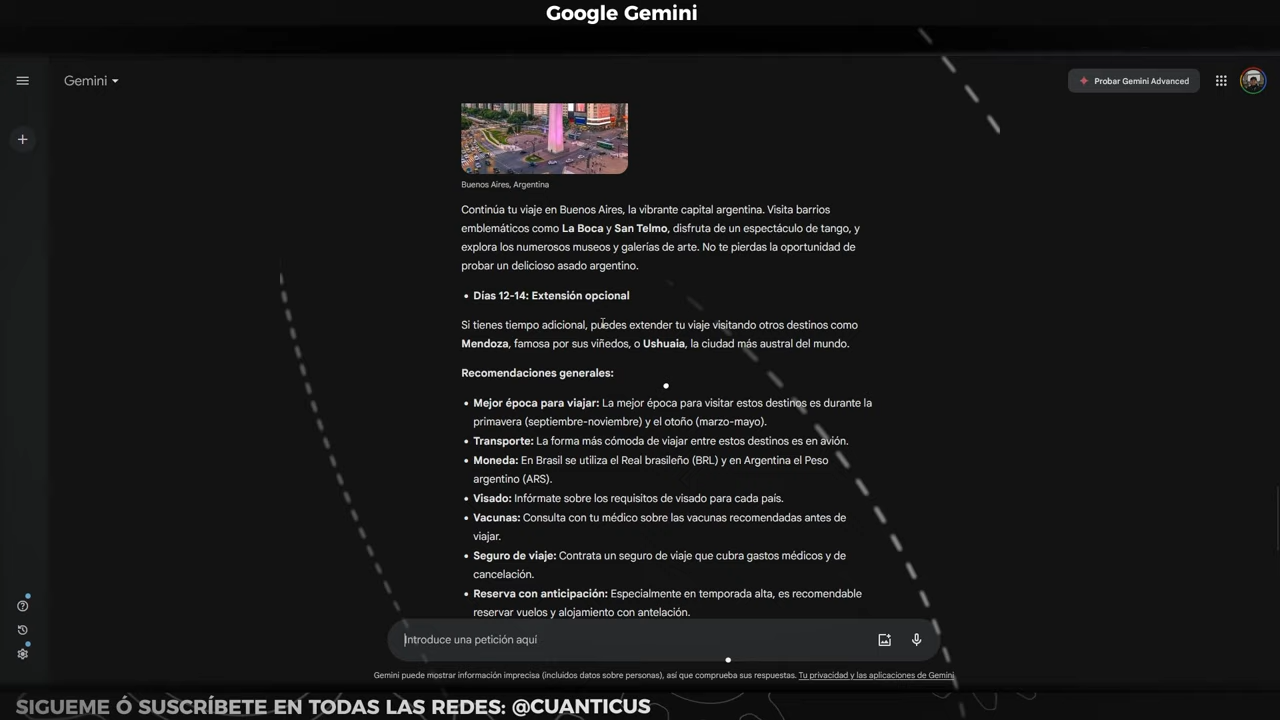 Google Gemini
Gemini
Probar Gemini Advanced
Buenos Aires, Argentina
Continúa tu viaje en Buenos Aires, la vibrante capital argentina. Visita barrios
emblemáticos como La Boca y San Telmo, disfruta de un espectáculo de tango, y
explora los numerosos museos y galerías de arte. No te pierdas la oportunidad de
probar un delicioso asado argentino.
• Días 12-14: Extensión opcional
Si tienes tiempo adicional, puedes extender tu viaje visitando otros destinos como
Mendoza, famosa por sus viñedos, o Ushuaia, la ciudad más austral del mundo.
Recomendaciones generales:
• Mejor época para viajar: La mejor época para visitar estos destinos es durante la
primavera (septiembre-noviembre) y el otoño (marzo-mayo).
• Transporte: La forma más cómoda de viajar entre estos destinos es en avión.
• Moneda: En Brasil se utiliza el Real brasileño (BRL) y en Argentina el Peso
argentino (ARS).
• Visado: Infórmate sobre los requisitos de visado para cada país.
• Vacunas: Consulta con tu médico sobre las vacunas recomendadas antes de
viajar.
• Seguro de viaje: Contrata un seguro de viaje que cubra gastos médicos y de
cancelación.
• Reserva con anticipación: Especialmente en temporada alta, es recomendable
reservar vuelos y alojamiento con antelación.
Introduce una petición aquí
Gemini puede mostrar información imprecisa (incluidos datos sobre personas), así que comprueba sus respuestas. Tu privacidad y las aplicaciones de Gemini
SÍGUEME Ó SUSCRÍBETE EN TODAS LAS REDES: @CUANTICUS